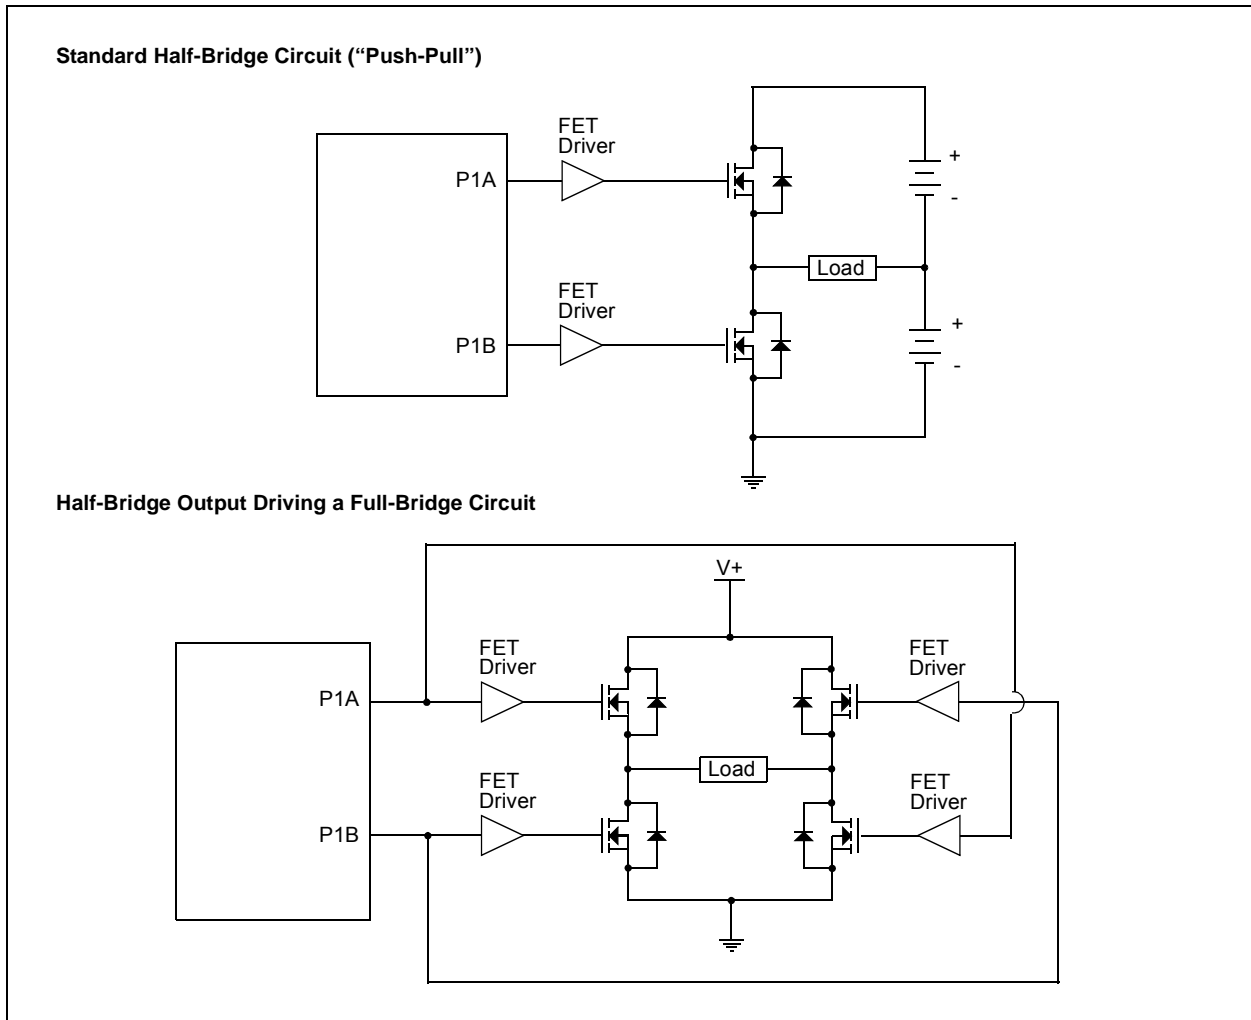 Standard Half-Bridge Circuit (“Push-Pull”)
FET
Driver
P1A
+
-
Load
FET
Driver
P1B
+
-
Half-Bridge Output Driving a Full-Bridge Circuit
V+
FET
Driver
FET
Driver
P1A
Load
FET
Driver
FET
Driver
P1B